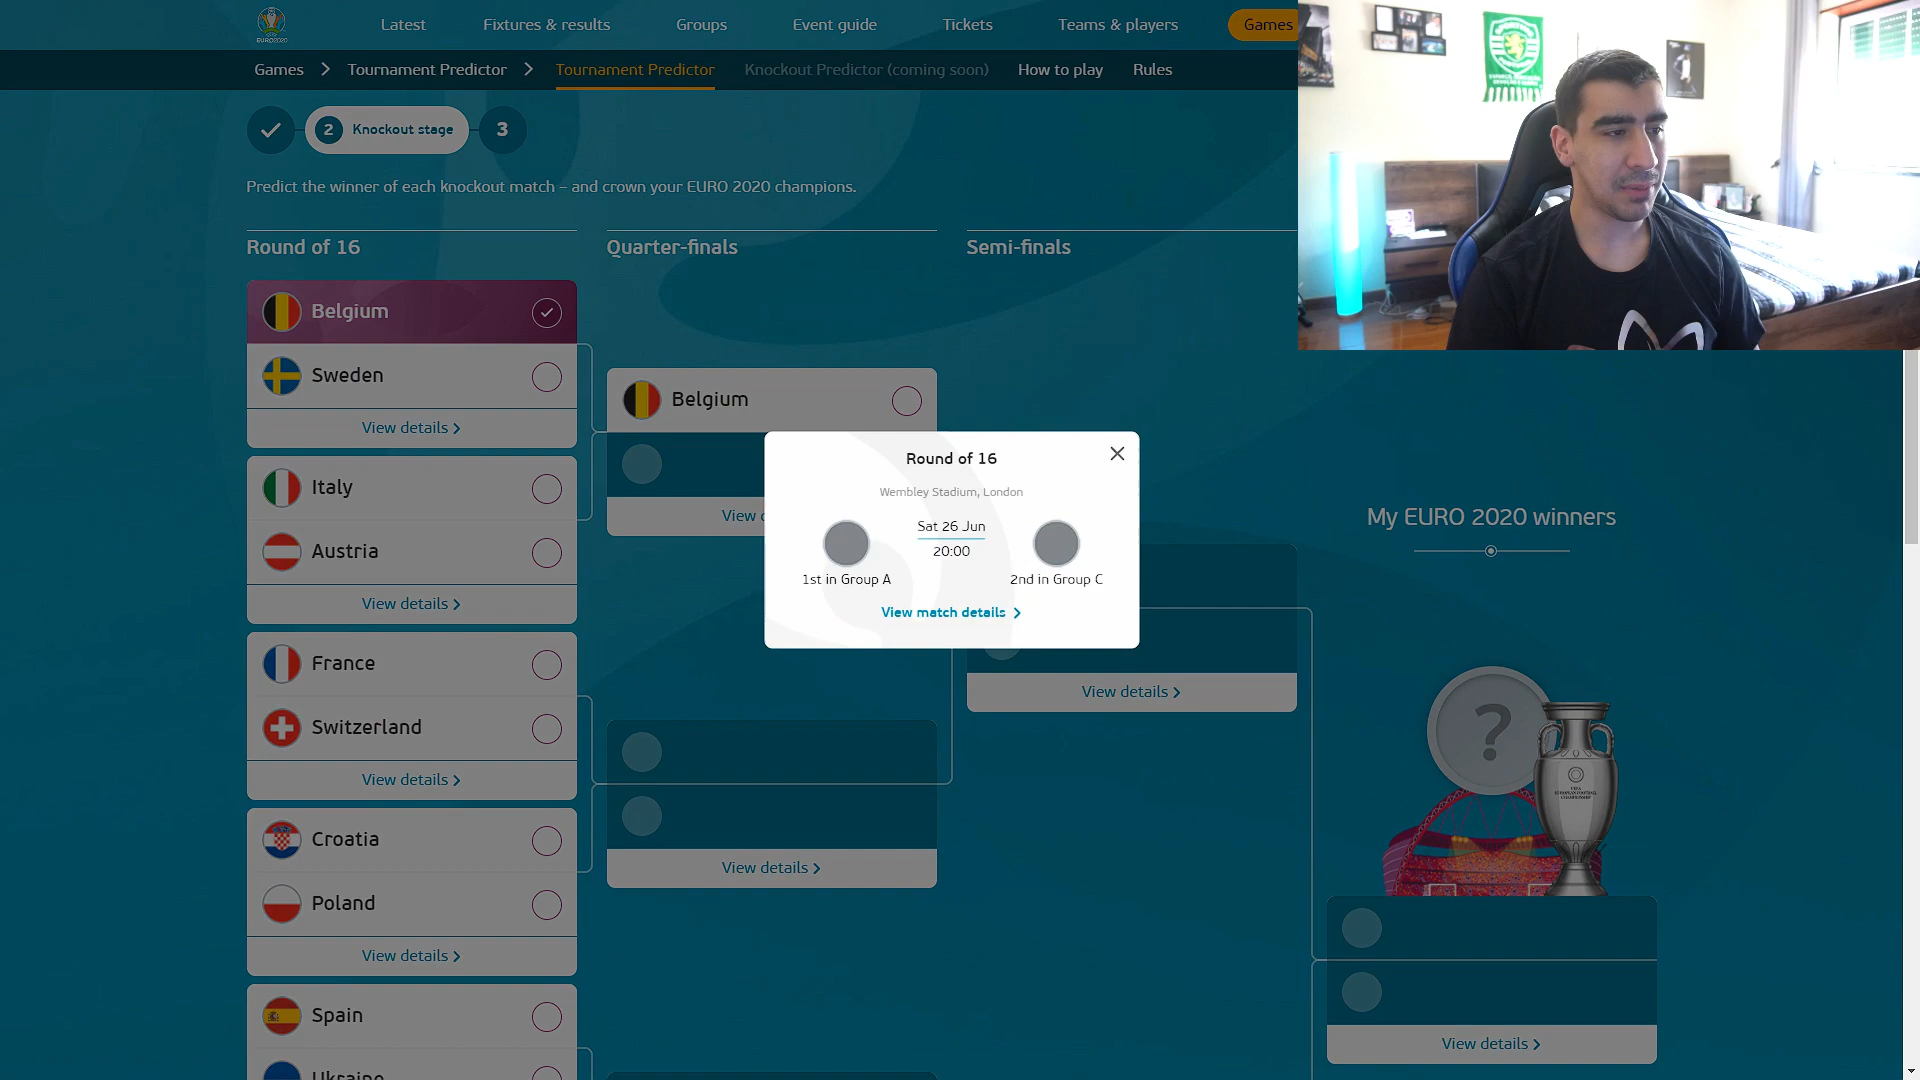 EURO2020
Latest
Fixtures & results
Groups
Event guide
Tickets
Teams & players
Games
Games
Tournament Predictor
Tournament Predictor
Knockout Predictor (coming soon)
How to play
Rules
2 Knockout stage
3
Predict the winner of each knockout match – and crown your EURO 2020 champions.
Round of 16
Quarter-finals
Semi-finals
Belgium
Sweden
View details
Italy
Austria
View details
France
Switzerland
View details
Croatia
Poland
View details
Spain
Ukraine
Belgium
View d
View details
View details
Round of 16
Wembley Stadium, London
Sat 26 Jun
20:00
1st in Group A
2nd in Group C
View match details
My EURO 2020 winners
?
View details